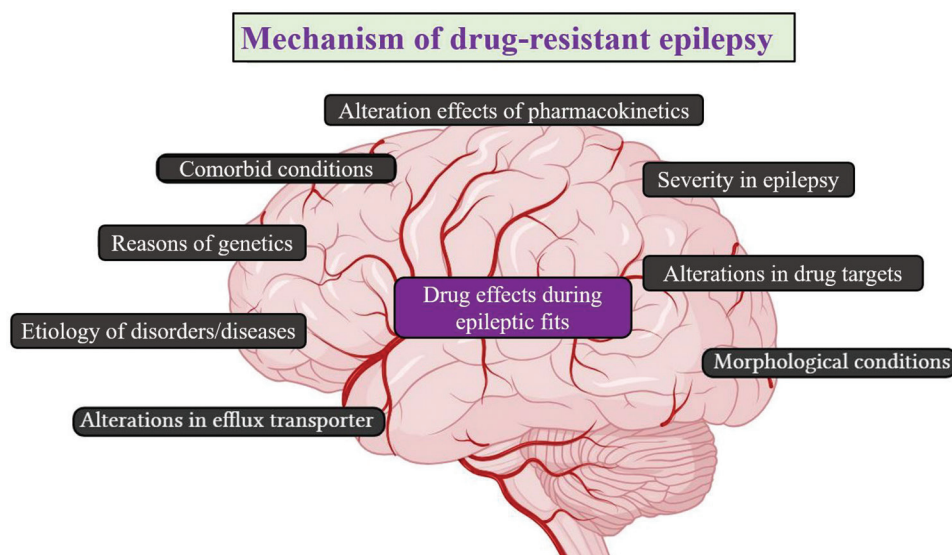 Mechanism of drug-resistant epilepsy
Alteration effects of pharmacokinetics
Comorbid conditions
Severity in epilepsy
Reasons of genetics
Alterations in drug targets
Drug effects during
epileptic fits
Etiology of disorders/diseases
Morphological conditions
Alterations in efflux transporter